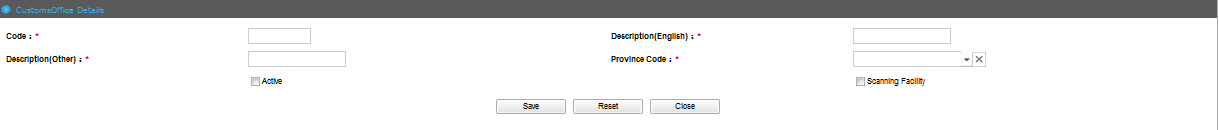 CustomsOffice Details
Code : * Description(English) : *
Description(Other) : * Province Code : *
Active Scanning Facility
Save Reset Close